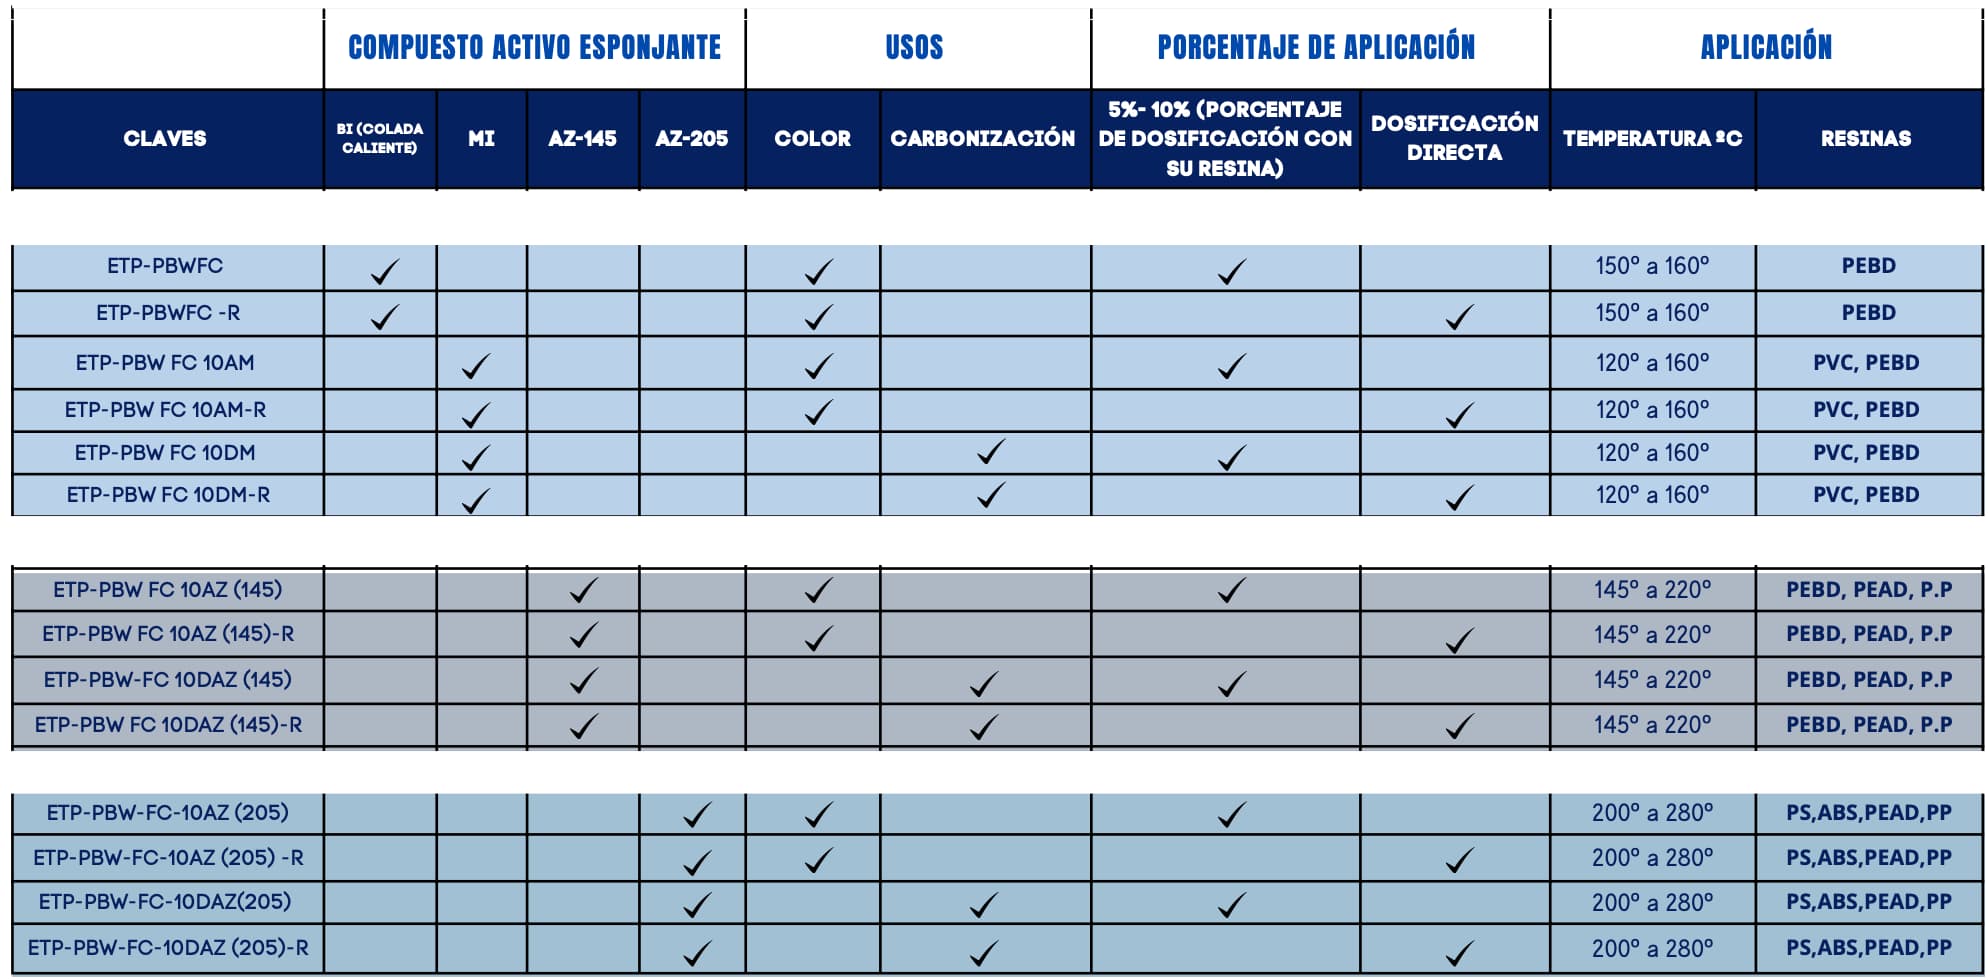 COMPUESTO ACTIVO ESPONJANTE USOS PORCENTAJE DE APLICACIÓN APLICACIÓN
CLAVES BI (COLADA CALIENTE) MI AZ-145 AZ-205 COLOR CARBONIZACIÓN 5%- 10% (PORCENTAJE DE DOSIFICACIÓN CON SU RESINA) DOSIFICACIÓN DIRECTA TEMPERATURA ºC RESINAS
ETP-PBWFC ✓ ✓ ✓ 150° a 160° PEBD
ETP-PBWFC -R ✓ ✓ ✓ 150° a 160° PEBD
ETP-PBW FC 10AM ✓ ✓ ✓ 120° a 160° PVC, PEBD
ETP-PBW FC 10AM-R ✓ ✓ ✓ 120° a 160° PVC, PEBD
ETP-PBW FC 10DM ✓ ✓ ✓ 120° a 160° PVC, PEBD
ETP-PBW FC 10DM-R ✓ ✓ ✓ 120° a 160° PVC, PEBD
ETP-PBW FC 10AZ (145) ✓ ✓ ✓ 145° a 220° PEBD, PEAD, P.P
ETP-PBW FC 10AZ (145)-R ✓ ✓ ✓ 145° a 220° PEBD, PEAD, P.P
ETP-PBW-FC 10DAZ (145) ✓ ✓ ✓ 145° a 220° PEBD, PEAD, P.P
ETP-PBW FC 10DAZ (145)-R ✓ ✓ ✓ 145° a 220° PEBD, PEAD, P.P
ETP-PBW-FC-10AZ (205) ✓ ✓ ✓ 200° a 280° PS,ABS,PEAD,PP
ETP-PBW-FC-10AZ (205) -R ✓ ✓ ✓ 200° a 280° PS,ABS,PEAD,PP
ETP-PBW-FC-10DAZ(205) ✓ ✓ ✓ 200° a 280° PS,ABS,PEAD,PP
ETP-PBW-FC-10DAZ (205)-R ✓ ✓ ✓ 200° a 280° PS,ABS,PEAD,PP